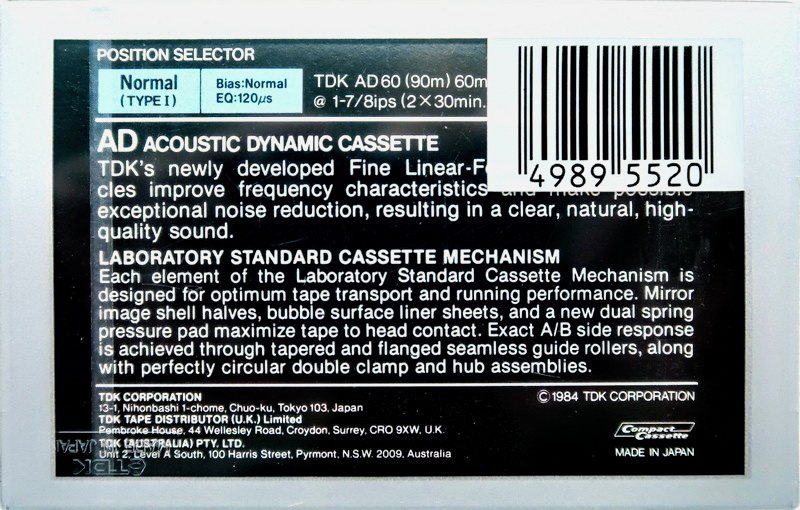 POSITION SELECTOR
Normal
(TYPE I)
Bias:Normal
EQ:120µs
TDK AD60 (90m) 60m
@ 1-7/8ips (2×30min.
4989 5520
AD ACOUSTIC DYNAMIC CASSETTE
TDK's newly developed Fine Linear-Fe
cles improve frequency characteristics and make possible
exceptional noise reduction, resulting in a clear, natural, high-
quality sound.
LABORATORY STANDARD CASSETTE MECHANISM
Each element of the Laboratory Standard Cassette Mechanism is
designed for optimum tape transport and running performance. Mirror
image shell halves, bubble surface liner sheets, and a new dual spring
pressure pad maximize tape to head contact. Exact A/B side response
is achieved through tapered and flanged seamless guide rollers, along
with perfectly circular double clamp and hub assemblies.
TDK CORPORATION
13-1, Nihonbashi 1-chome, Chuo-ku, Tokyo 103, Japan
TDK TAPE DISTRIBUTOR (U.K.) Limited
Pembroke House, 44 Wellesley Road, Croydon, Surrey, CRO 9XW, U.K.
TDK (AUSTRALIA) PTY. LTD.
Unit 2, Level A South, 100 Harris Street, Pyrmont, N.S.W. 2009, Australia
©1984 TDK CORPORATION
Compact
Cassette
MADE IN JAPAN
TDK